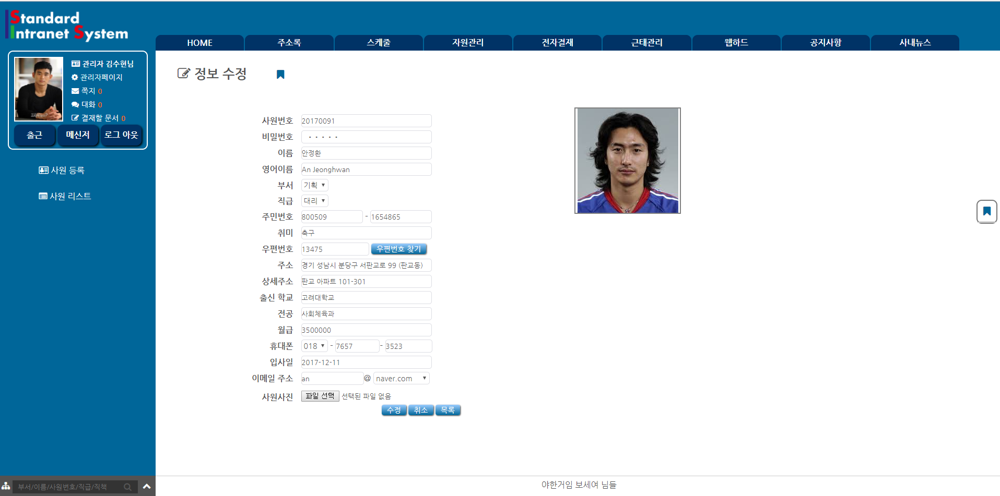 Standard
Intranet System
HOME 주소록 스케줄 자원관리 전자결재 근태관리 웹하드 공지사항 사내뉴스
관리자 김수현님
관리자페이지
쪽지 0
대화 0
결재할 문서 0
출근 메신저 로그 아웃
사원 등록
사원 리스트
정보 수정
사원번호 20170091
비밀번호 ·····
이름 안정환
영어이름 An Jeonghwan
부서 기획
직급 대리
주민번호 800509 - 1654865
취미 축구
우편번호 13475 우편번호 찾기
주소 경기 성남시 분당구 서판교로 99 (판교동)
상세주소 판교 아파트 101-301
출신 학교 고려대학교
전공 사회체육과
월급 3500000
휴대폰 018 - 7657 - 3523
입사일 2017-12-11
이메일 주소 an @ naver.com
사원사진 파일 선택 선택된 파일 없음
수정 취소 목록
부서/이름/사원번호/직급/직책
야한거임 보세여 님들